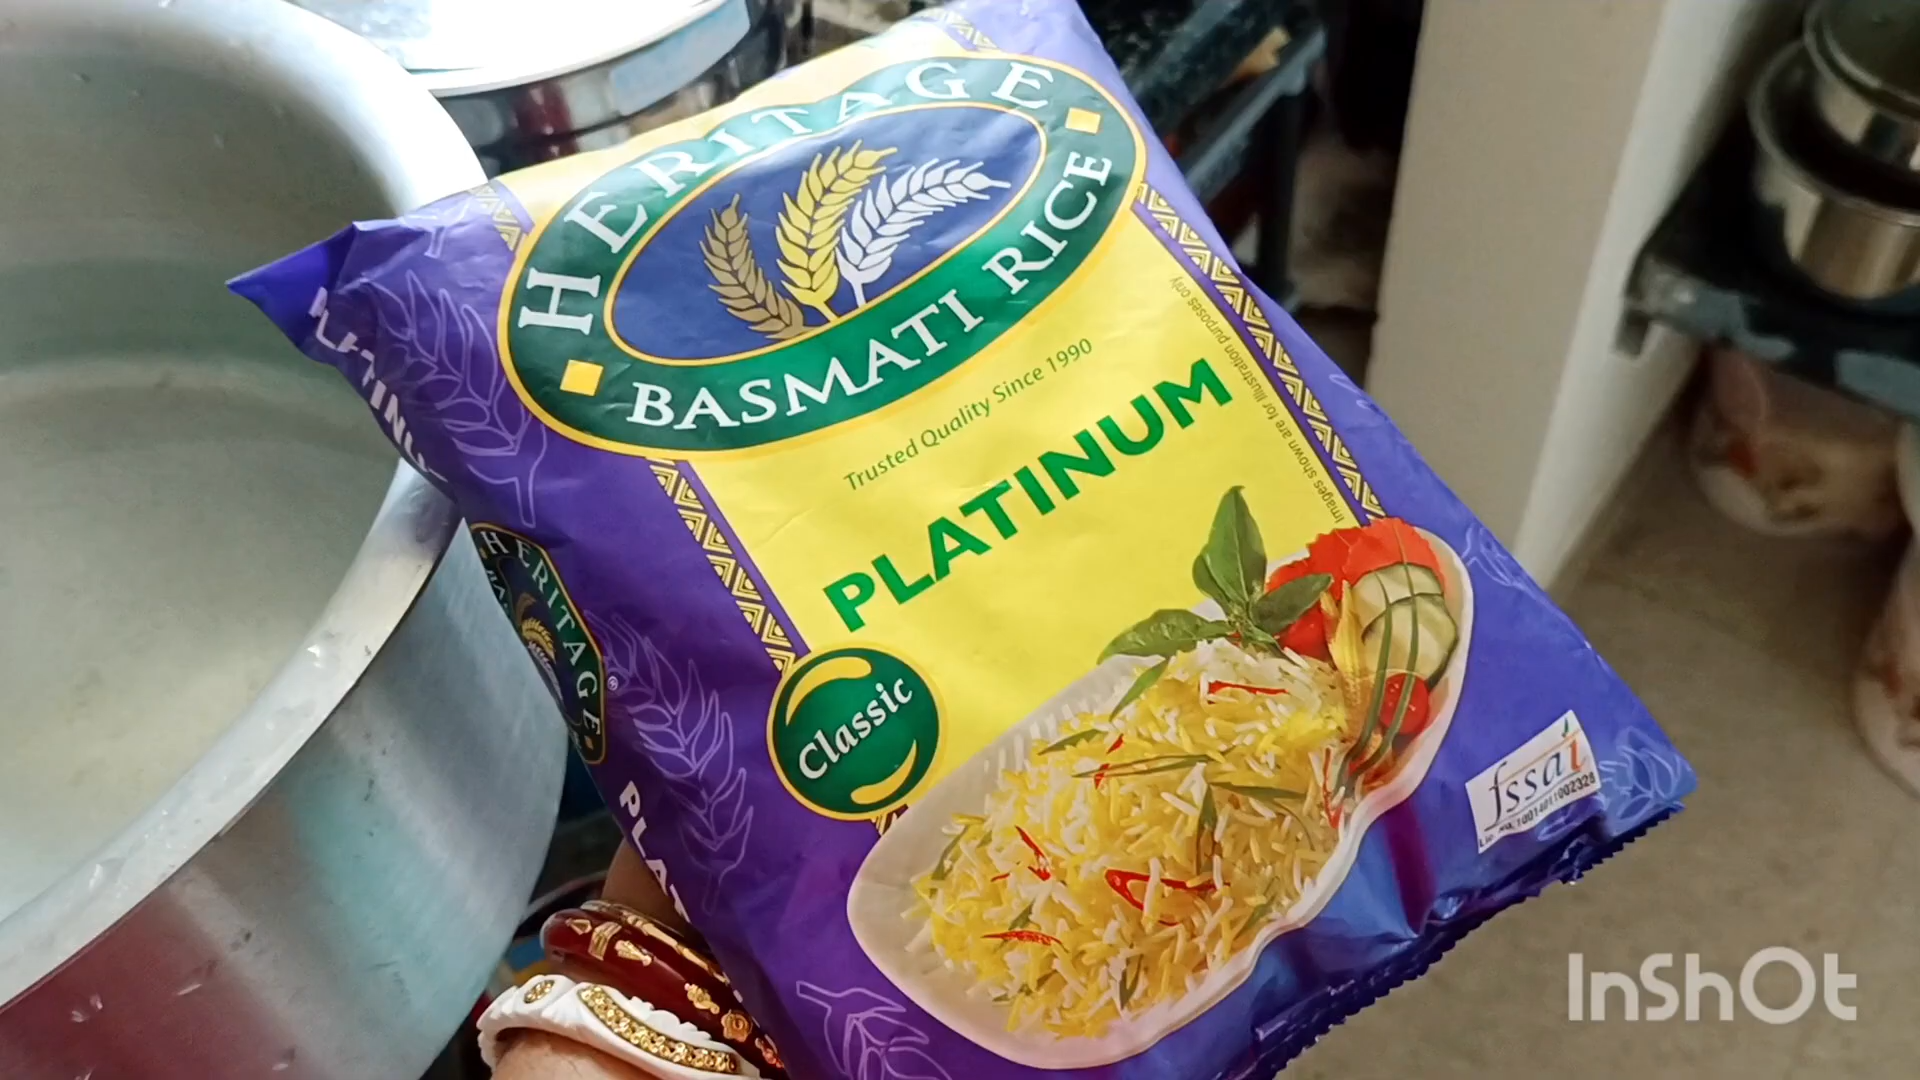 HERITAGE
BASMATI RICE
Trusted Quality Since 1990
PLATINUM
Images shown are for illustration purposes only
Classic
fssai
PLATINUM
HERITAGE
InShOt